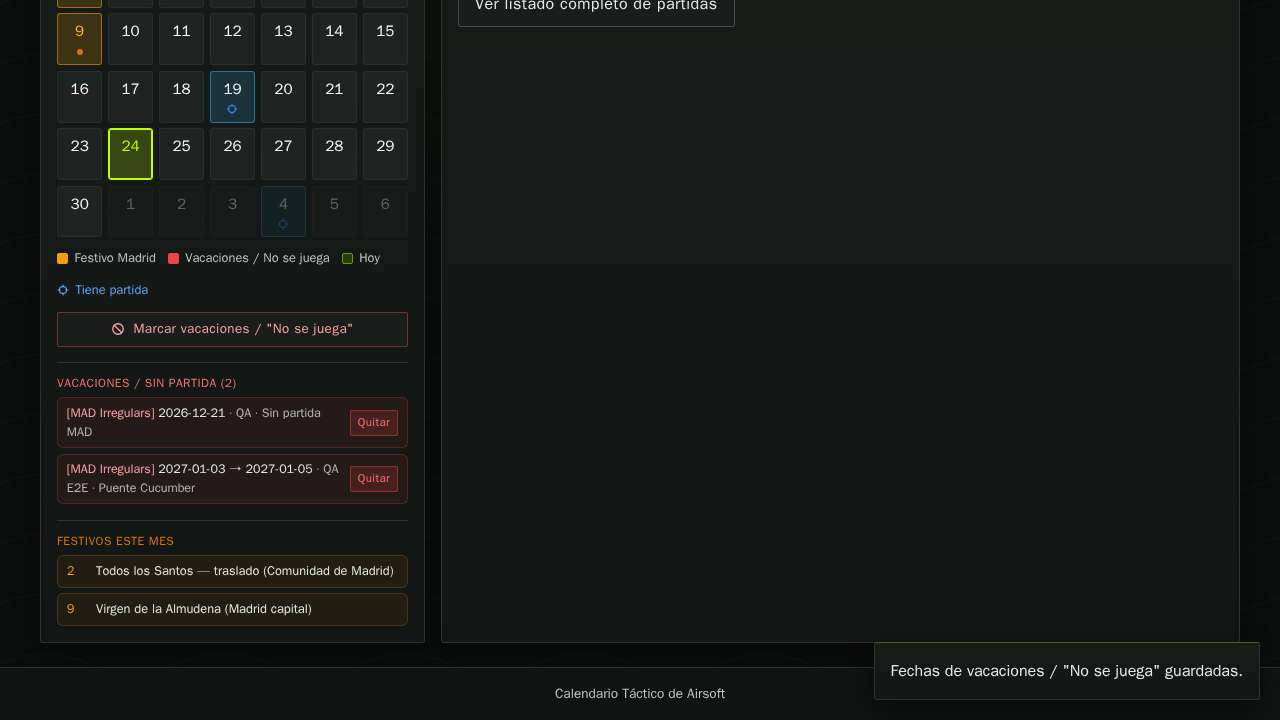 Ver listado completo de partidas
9 10 11 12 13 14 15
16 17 18 19 20 21 22
23 24 25 26 27 28 29
30 1 2 3 4 5 6
Festivo Madrid Vacaciones / No se juega Hoy
Tiene partida
Marcar vacaciones / "No se juega"
VACACIONES / SIN PARTIDA (2)
[MAD Irregulars] 2026-12-21 · QA · Sin partida
MAD
Quitar
[MAD Irregulars] 2027-01-03 → 2027-01-05 · QA
E2E · Puente Cucumber
Quitar
FESTIVOS ESTE MES
2 Todos los Santos — traslado (Comunidad de Madrid)
9 Virgen de la Almudena (Madrid capital)
Fechas de vacaciones / "No se juega" guardadas.
Calendario Táctico de Airsoft